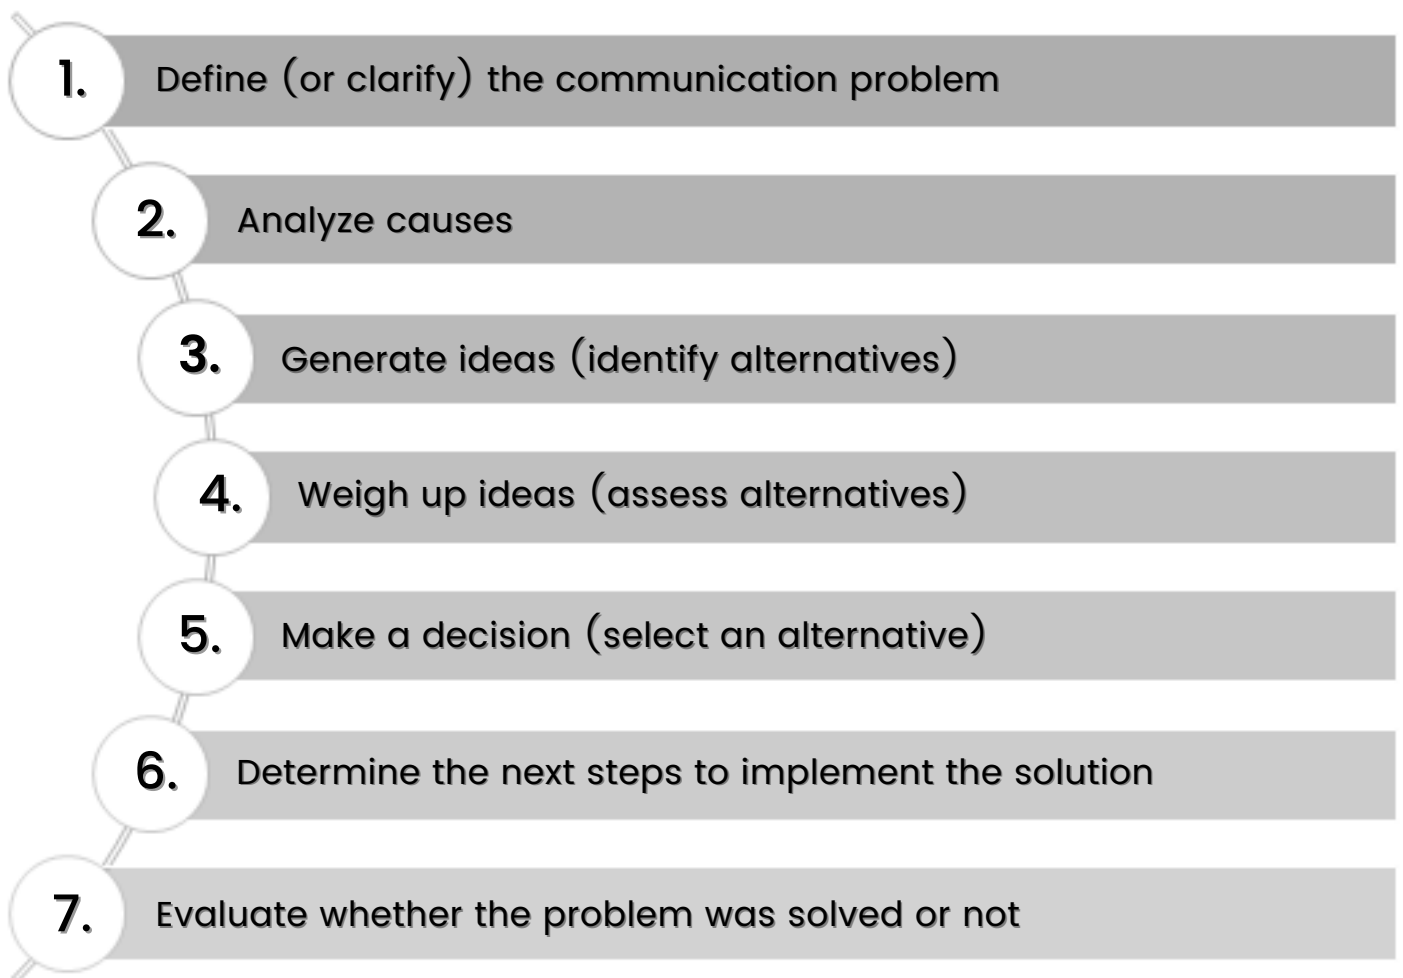 1. Define (or clarify) the communication problem
2. Analyze causes
3. Generate ideas (identify alternatives)
4. Weigh up ideas (assess alternatives)
5. Make a decision (select an alternative)
6. Determine the next steps to implement the solution
7. Evaluate whether the problem was solved or not